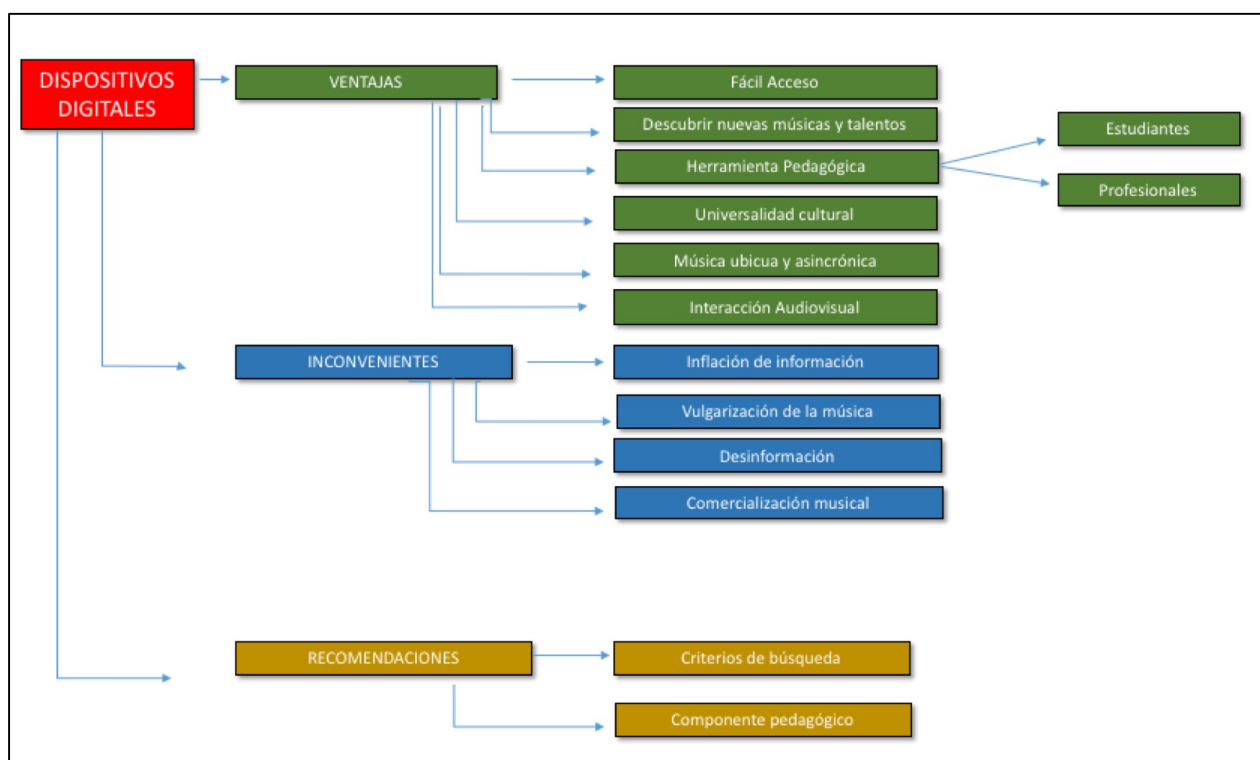 DISPOSITIVOS
DIGITALES
VENTAJAS
Fácil Acceso
Descubrir nuevas músicas y talentos
Herramienta Pedagógica
Estudiantes
Profesionales
Universalidad cultural
Música ubicua y asincrónica
Interacción Audiovisual
INCONVENIENTES
Inflación de información
Vulgarización de la música
Desinformación
Comercialización musical
RECOMENDACIONES
Criterios de búsqueda
Componente pedagógico